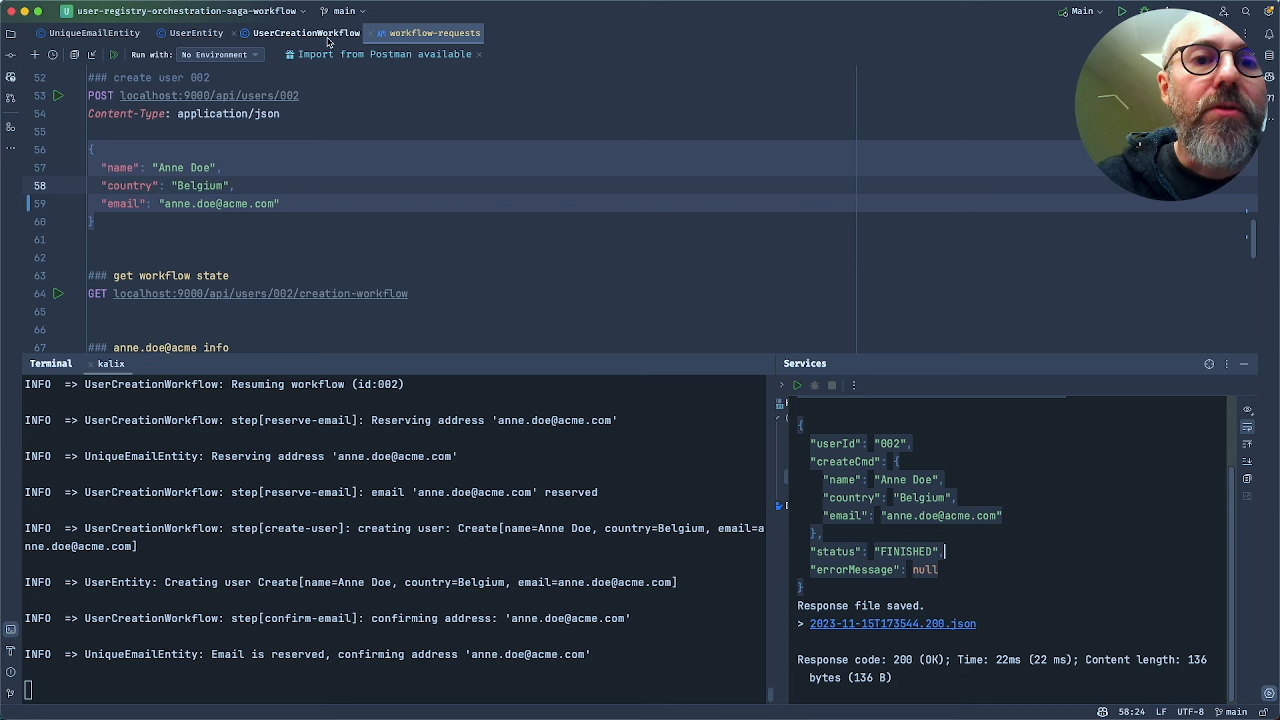 U user-registry-orchestration-saga-workflow main Main
UniqueEmailEntity UserEntity UserCreationWorkflow API workflow-requests
Run with: No Environment Import from Postman available
52 ### create user 002
53 POST localhost:9000/api/users/002
54 Content-Type: application/json
55
56 {
57 "name": "Anne Doe",
58 "country": "Belgium",
59 "email": "anne.doe@acme.com"
60 }
61
62
63 ### get workflow state
64 GET localhost:9000/api/users/002/creation-workflow
65
66
67 ### anne.doe@acme info
Terminal kalix
INFO => UserCreationWorkflow: Resuming workflow (id:002)
INFO => UserCreationWorkflow: step[reserve-email]: Reserving address 'anne.doe@acme.com'
INFO => UniqueEmailEntity: Reserving address 'anne.doe@acme.com'
INFO => UserCreationWorkflow: step[reserve-email]: email 'anne.doe@acme.com' reserved
INFO => UserCreationWorkflow: step[create-user]: creating user: Create[name=Anne Doe, country=Belgium, email=a
nne.doe@acme.com]
INFO => UserEntity: Creating user Create[name=Anne Doe, country=Belgium, email=anne.doe@acme.com]
INFO => UserCreationWorkflow: step[confirm-email]: confirming address: 'anne.doe@acme.com'
INFO => UniqueEmailEntity: Email is reserved, confirming address 'anne.doe@acme.com'
Services
{
"userId": "002",
"createCmd": {
"name": "Anne Doe",
"country": "Belgium",
"email": "anne.doe@acme.com"
},
"status": "FINISHED",
"errorMessage": null
}
Response file saved.
> 2023-11-15T173544.200.json
Response code: 200 (OK); Time: 22ms (22 ms); Content length: 136
bytes (136 B)
58:24 LF UTF-8 main